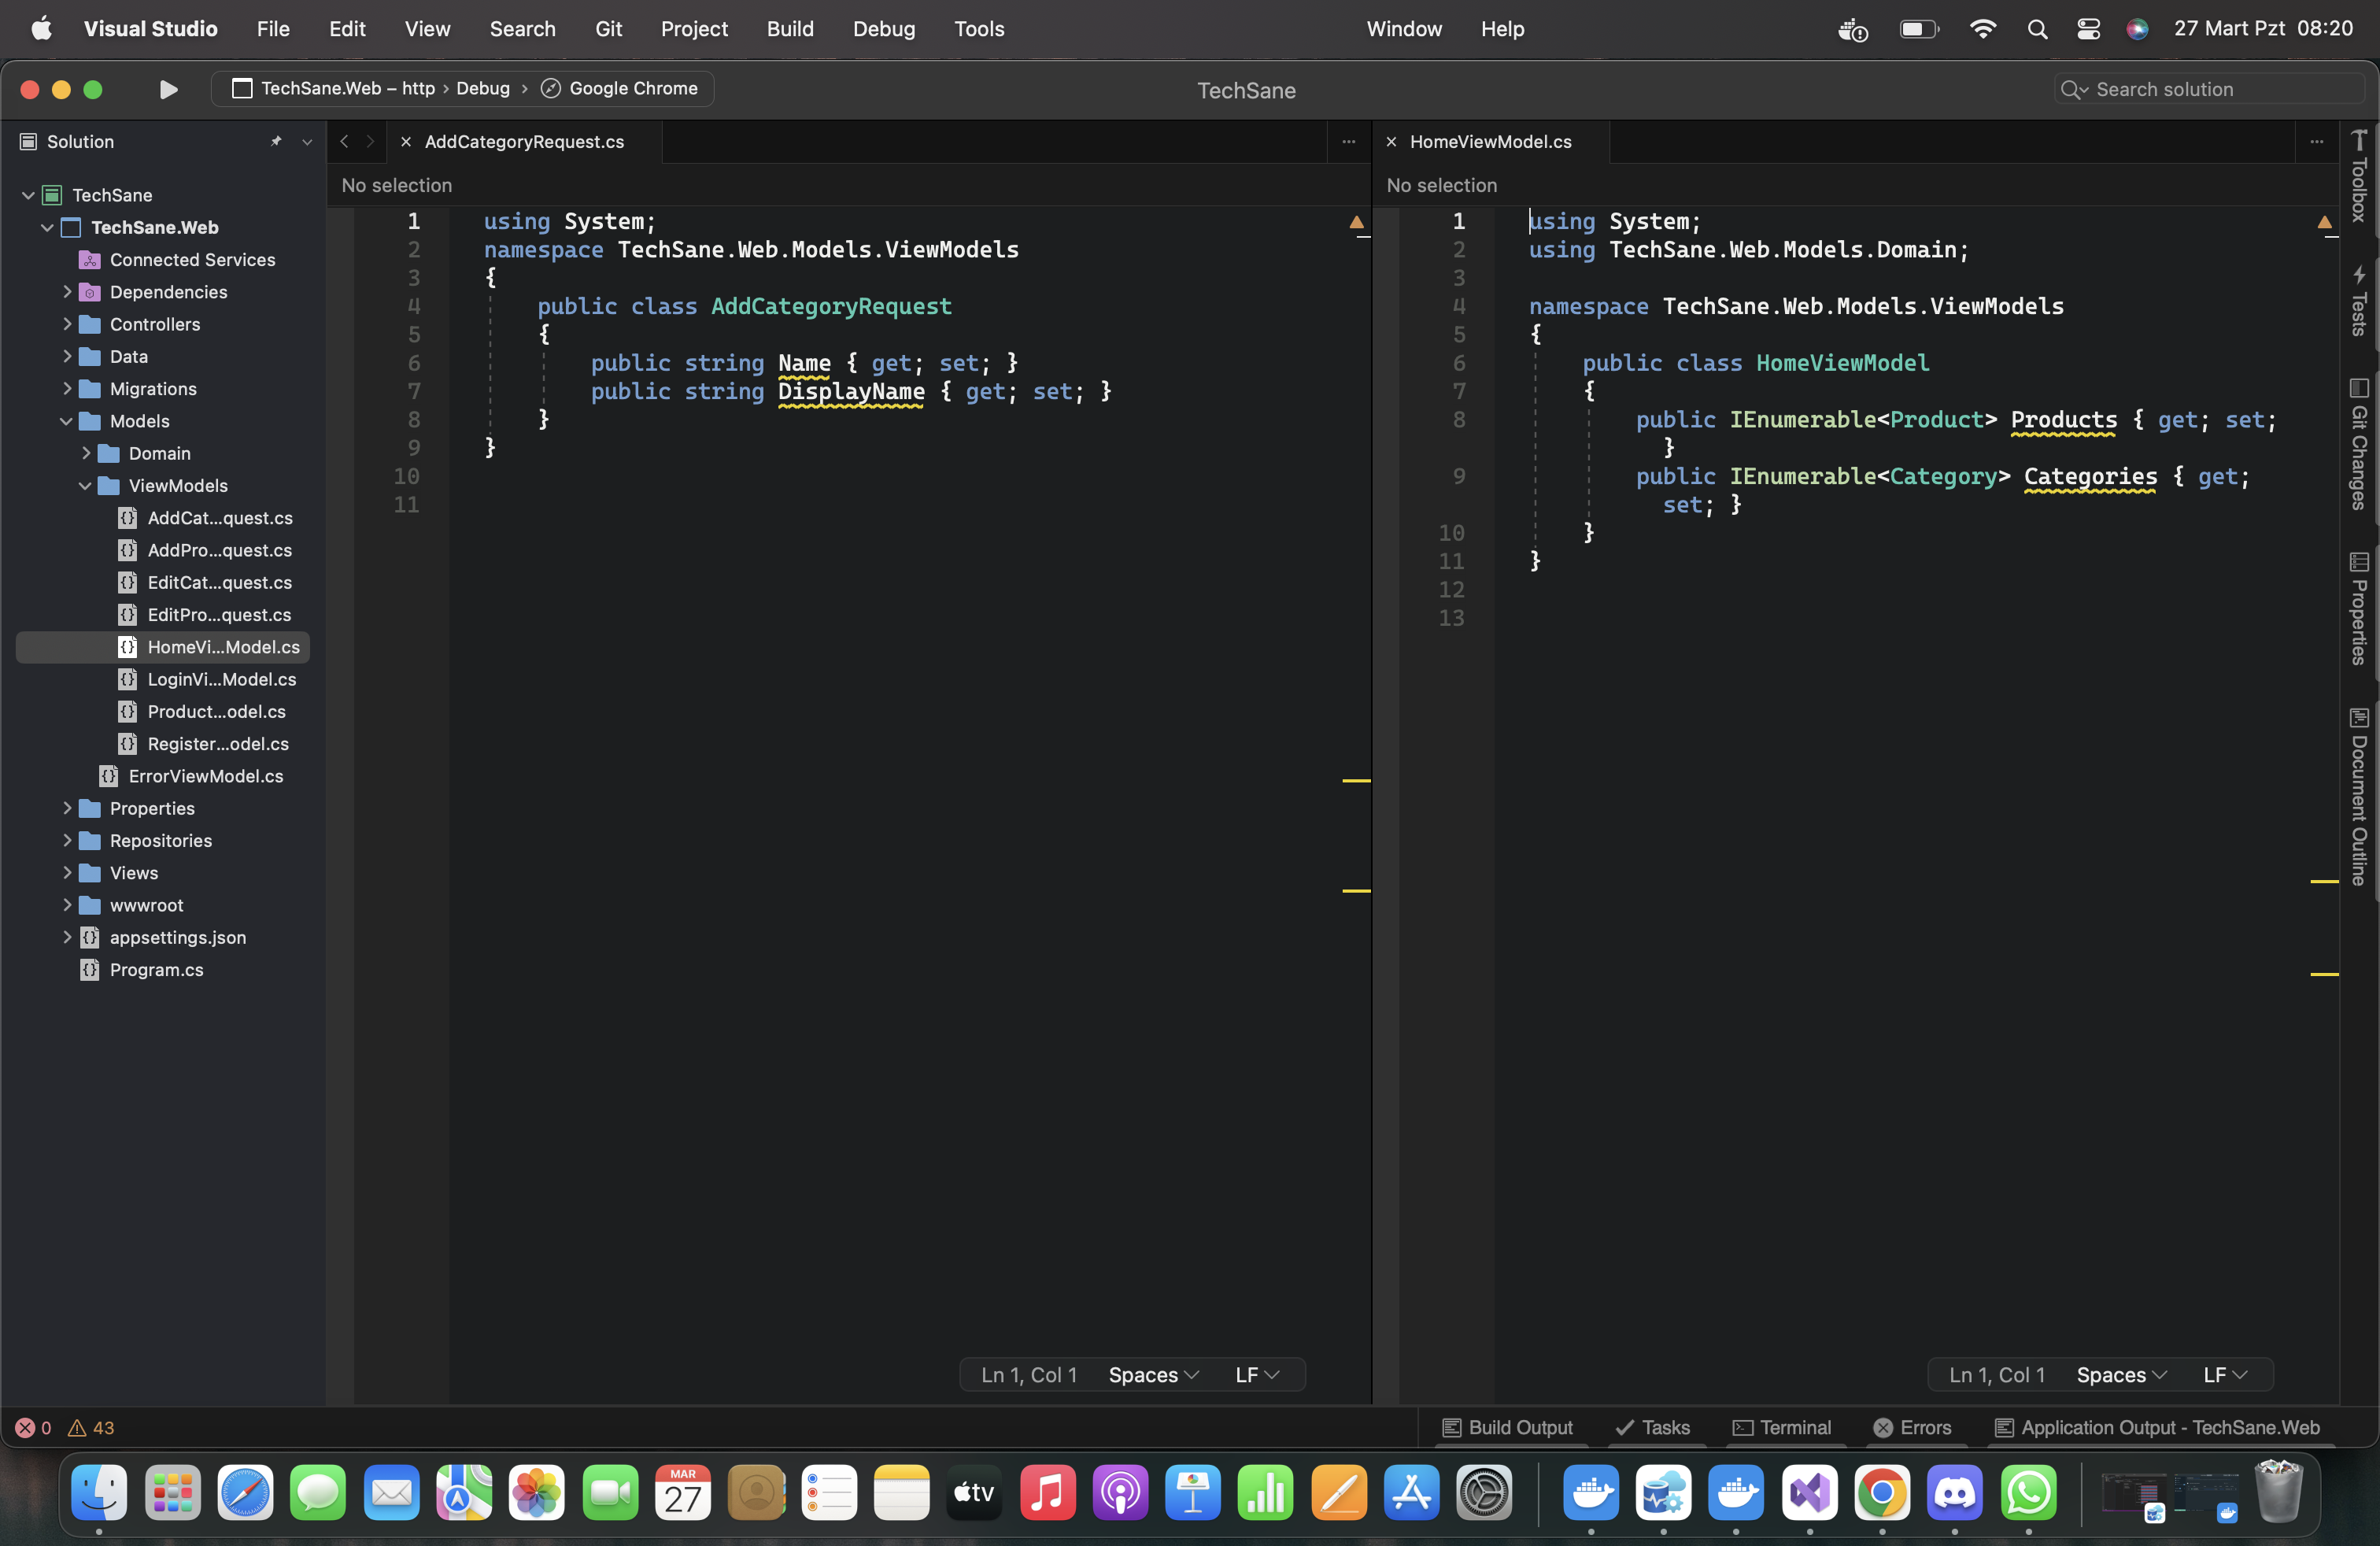 Visual Studio File Edit View Search Git Project Build Debug Tools Window Help 27 Mart Pzt 08:20
TechSane.Web – http › Debug › Google Chrome
TechSane
Search solution
Solution
TechSane
TechSane.Web
Connected Services
Dependencies
Controllers
Data
Migrations
Models
Domain
ViewModels
AddCat...quest.cs
AddPro...quest.cs
EditCat...quest.cs
EditPro...quest.cs
HomeVi...Model.cs
LoginVi...Model.cs
Product...odel.cs
Register...odel.cs
ErrorViewModel.cs
Properties
Repositories
Views
wwwroot
appsettings.json
Program.cs
AddCategoryRequest.cs
No selection
1 using System;
2 namespace TechSane.Web.Models.ViewModels
3 {
4 public class AddCategoryRequest
5 {
6 public string Name { get; set; }
7 public string DisplayName { get; set; }
8 }
9 }
10
11
Ln 1, Col 1 Spaces LF
HomeViewModel.cs
No selection
1 using System;
2 using TechSane.Web.Models.Domain;
3
4 namespace TechSane.Web.Models.ViewModels
5 {
6 public class HomeViewModel
7 {
8 public IEnumerable<Product> Products { get; set;
}
9 public IEnumerable<Category> Categories { get;
set; }
10 }
11 }
12
13
Ln 1, Col 1 Spaces LF
Toolbox
Tests
Git Changes
Properties
Document Outline
0 43
Build Output Tasks Terminal Errors Application Output - TechSane.Web
MAR
27
tv